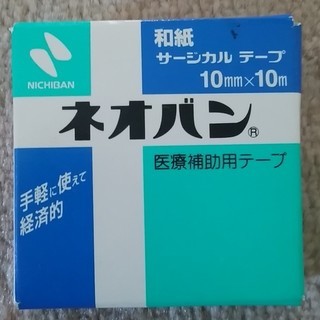 和紙
サージカル テープ
10mm×10m
NICHIBAN
ネオバン®
医療補助用テープ
手軽に使えて
経済的